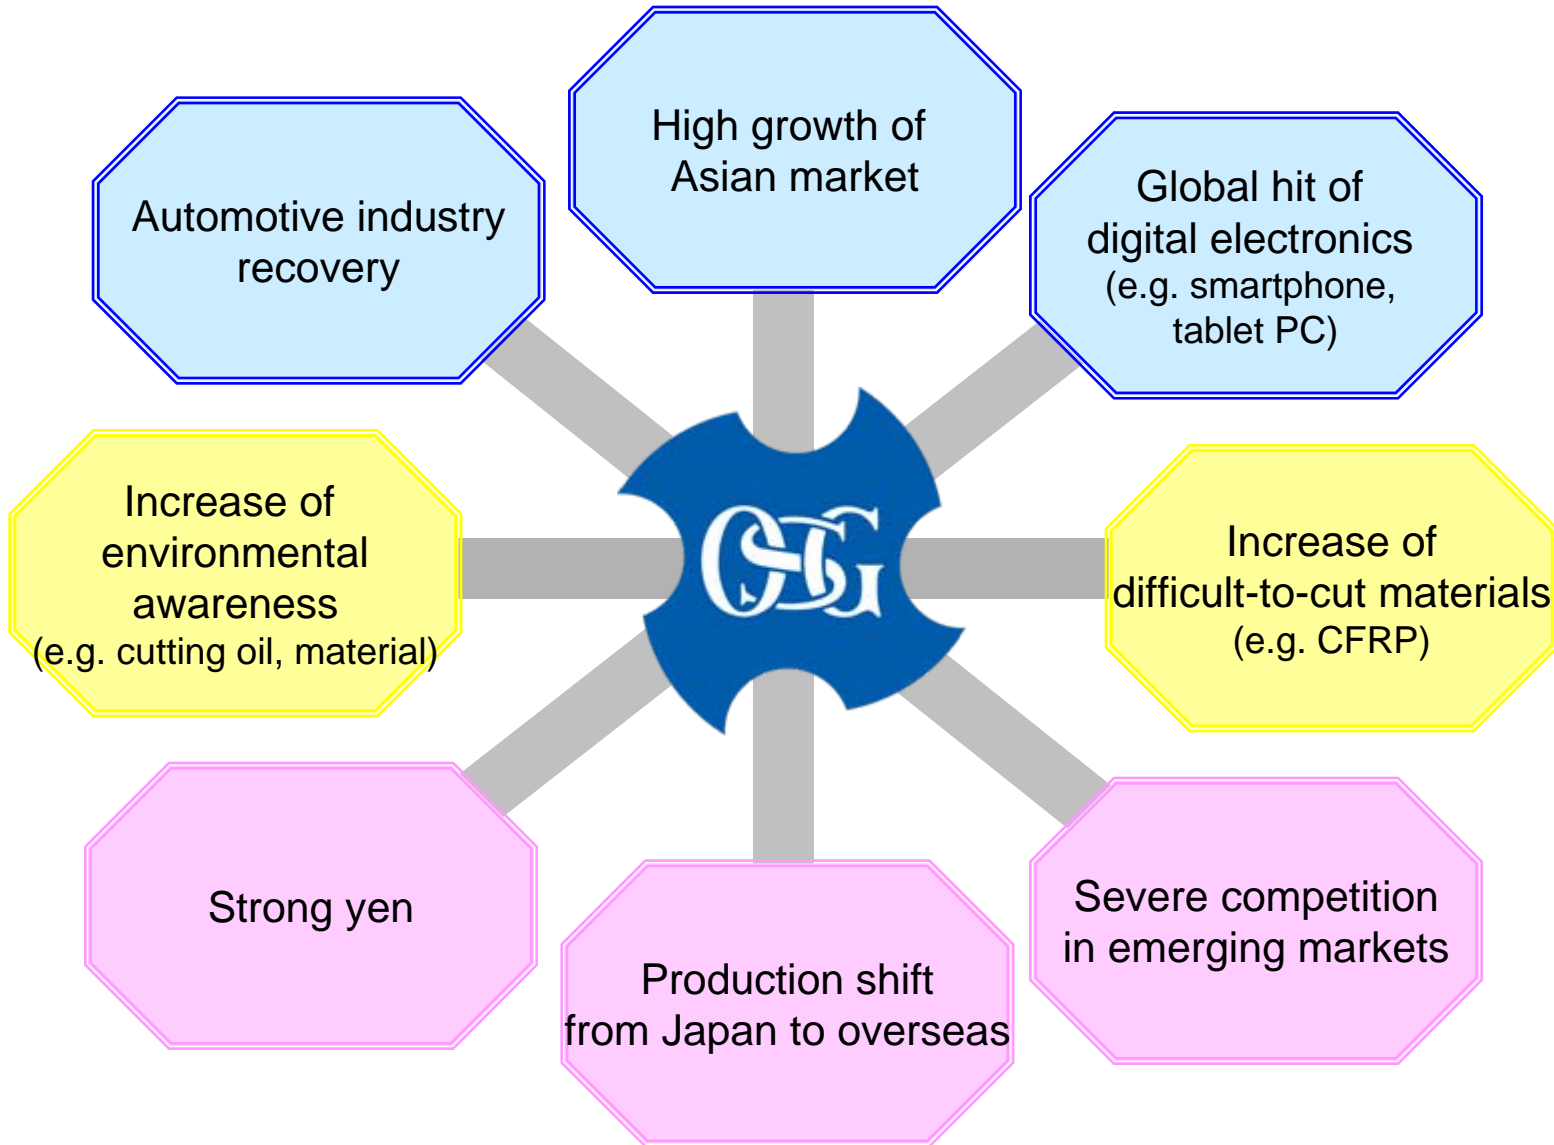 High growth of
Asian market
Automotive industry
recovery
Global hit of
digital electronics
(e.g. smartphone,
tablet PC)
Increase of
environmental
awareness
(e.g. cutting oil, material)
OSG
Increase of
difficult-to-cut materials
(e.g. CFRP)
Strong yen
Production shift
from Japan to overseas
Severe competition
in emerging markets